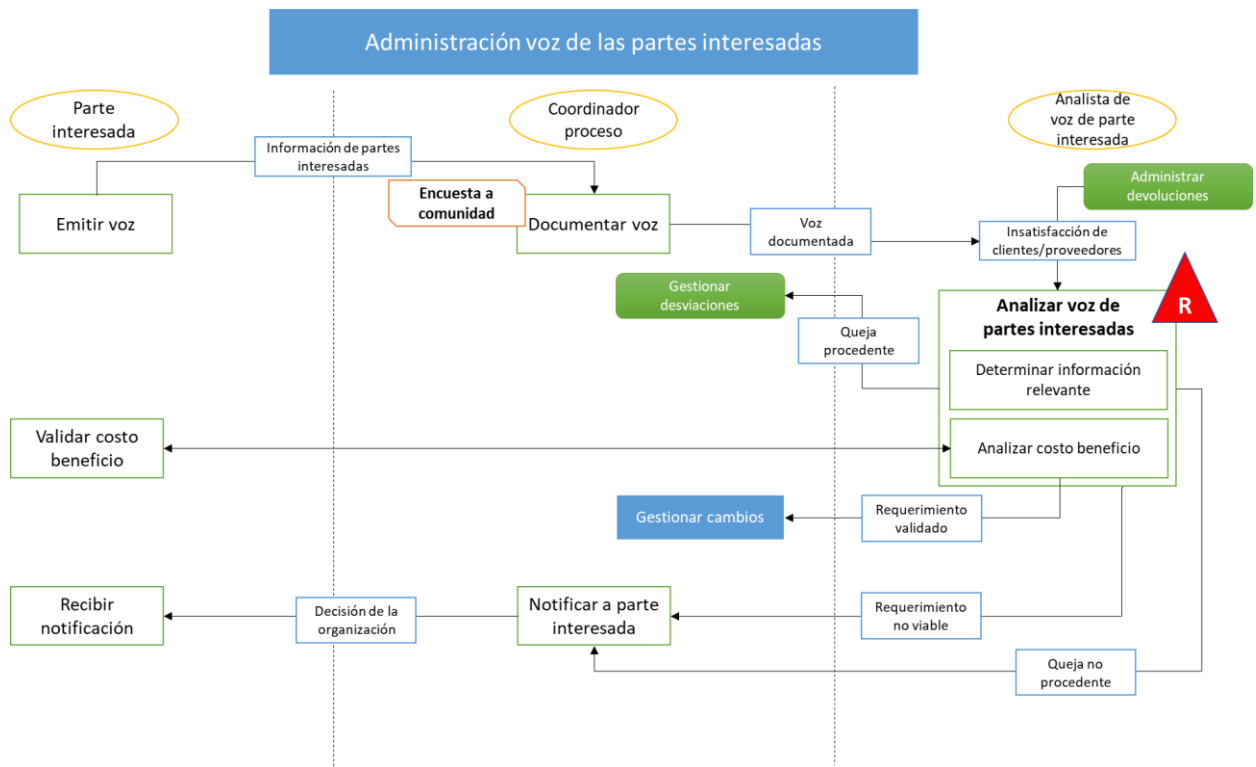 Administración voz de las partes interesadas
Parte
interesada
Coordinador
proceso
Analista de
voz de parte
interesada
Información de partes
interesadas
Administrar
devoluciones
Encuesta a
comunidad
Emitir voz
Documentar voz
Voz
documentada
Insatisfacción de
clientes/proveedores
Gestionar
desviaciones
Analizar voz de
partes interesadas
R
Queja
procedente
Determinar información
relevante
Validar costo
beneficio
Analizar costo beneficio
Gestionar cambios
Requerimiento
validado
Recibir
notificación
Decisión de la
organización
Notificar a parte
interesada
Requerimiento
no viable
Queja no
procedente